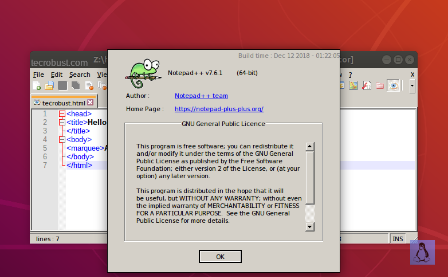 tecrobust.com
Build time : Dec 12 2018 - 01:22:05
Notepad++ v7.6.1 (64-bit)
Author : Notepad++ team
Home Page : https://notepad-plus-plus.org/
GNU General Public Licence
This program is free software; you can redistribute it
and/or modify it under the terms of the GNU General
Public License as published by the Free Software
Foundation; either version 2 of the License, or (at your
option) any later version.
This program is distributed in the hope that it will
be useful, but WITHOUT ANY WARRANTY; without even
the implied warranty of MERCHANTABILITY or FITNESS
FOR A PARTICULAR PURPOSE. See the GNU General
Public License for more details.
OK
File Edit Search
?
tecrobust.html
1 <head>
2 <title>Hello
3 </title>
4 <body>
5 <marquee>
6 </body>
7 </html>
lines: 7
INS